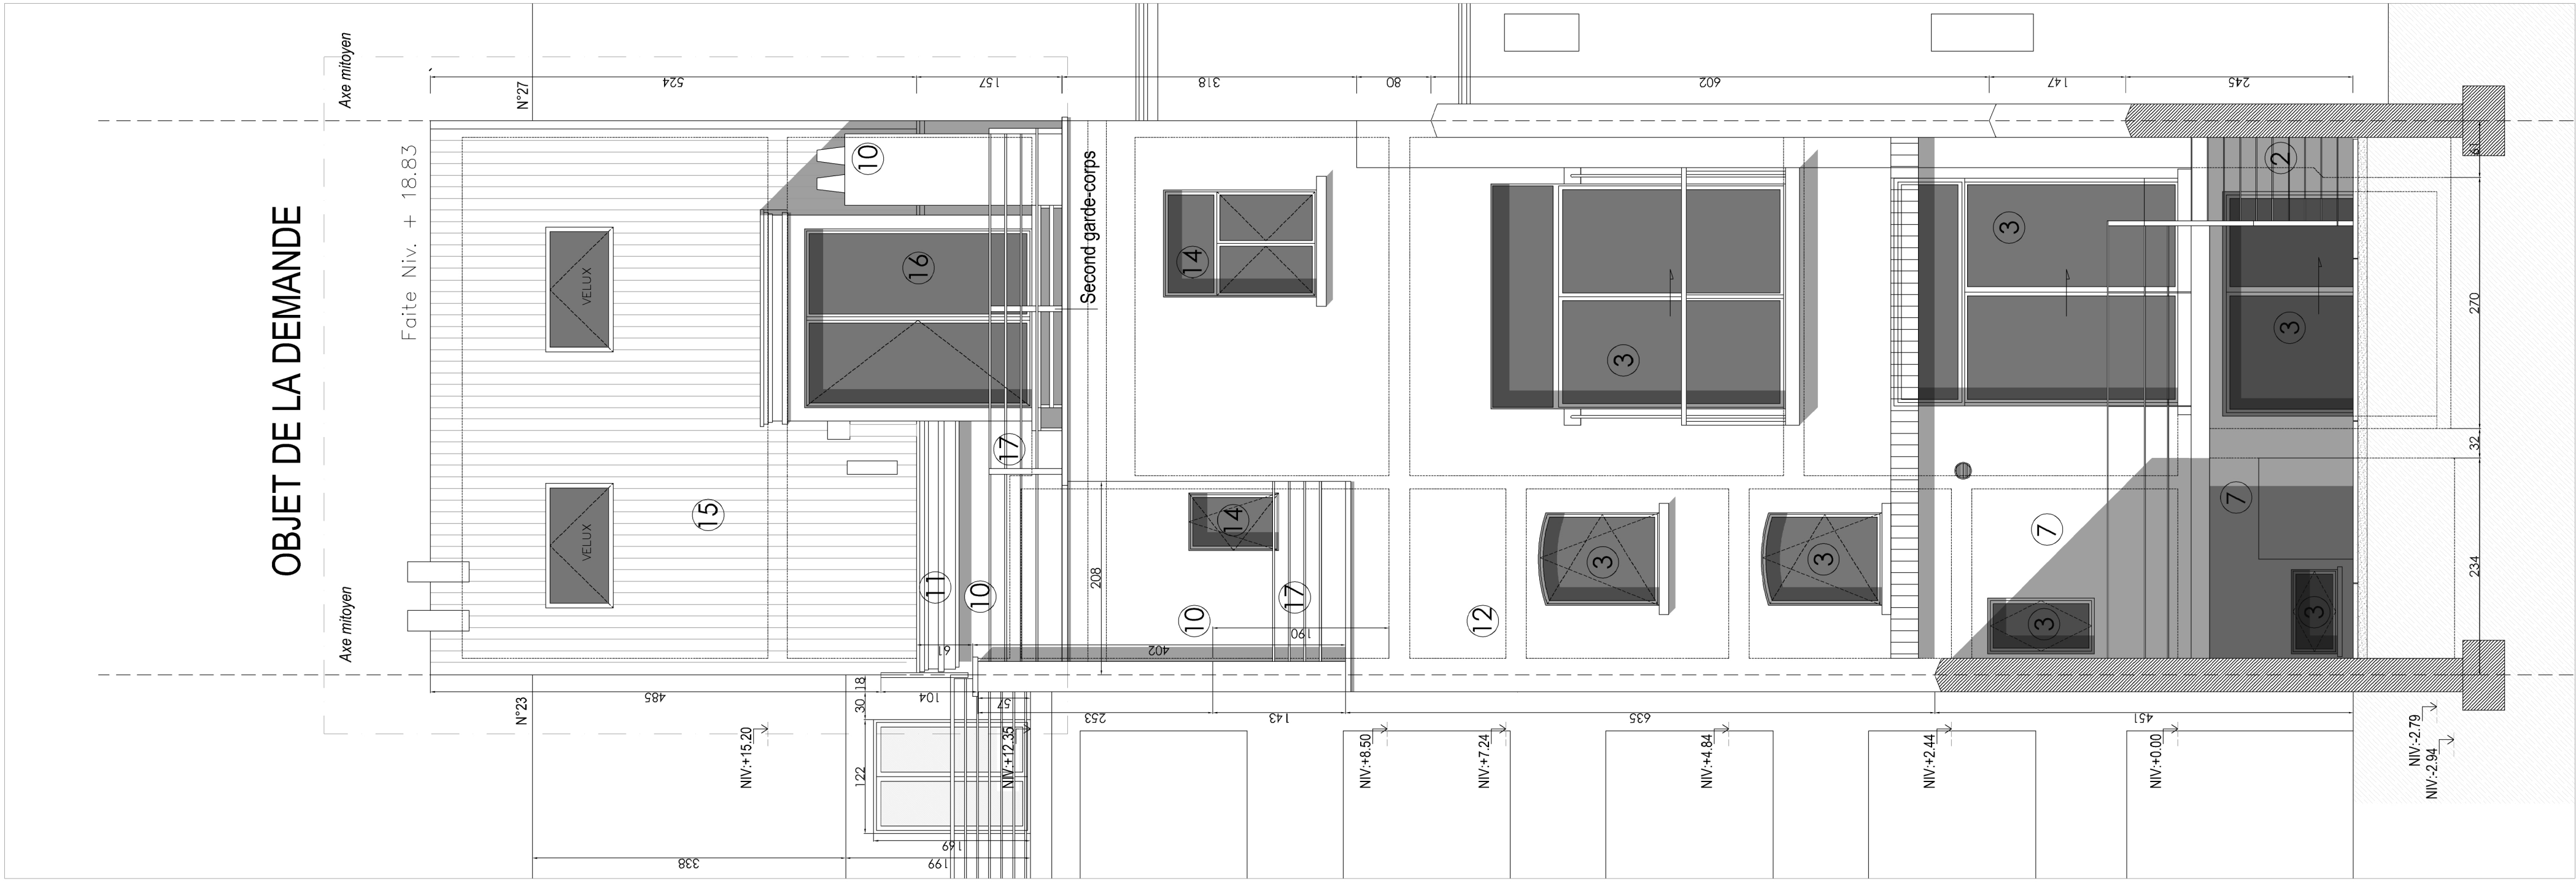 OBJET DE LA DEMANDE
Axe mitoyen
Axe mitoyen
Faite Niv. + 18.83
N°23
N°27
VELUX
VELUX
485
524
338
15
NIV:+15.20
16
10
122
30
18
104
11
61
157
169
199
10
NIV:+12.35
57
17
Second garde-corps
208
253
402
318
14
14
10
190
17
143
NIV:+8.50
80
12
NIV:+7.24
635
3
3
602
NIV:+4.84
3
NIV:+2.44
3
7
3
147
NIV:+0.00
451
7
3
3
2
245
NIV:-2.79
NIV:-2.94
234
32
270
61